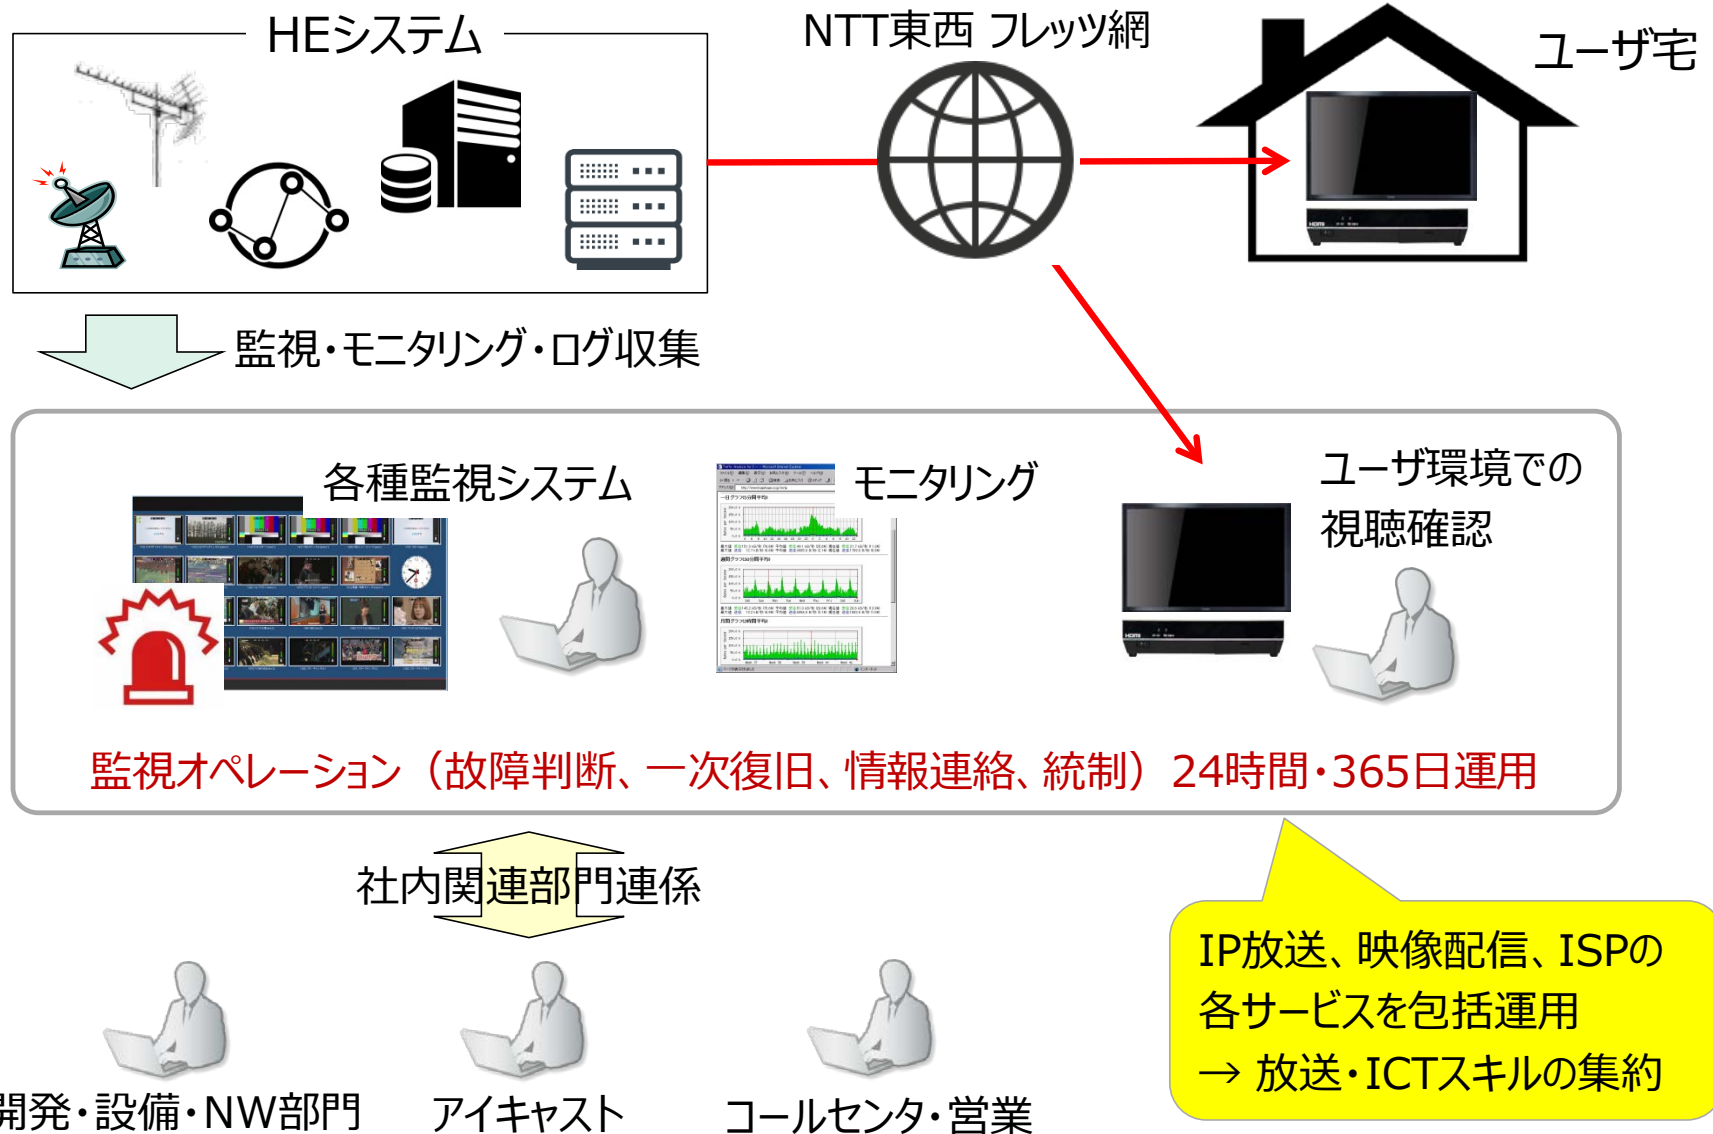 HEシステム
NTT東西 フレッツ網
ユーザ宅
HDMI
監視・モニタリング・ログ収集
各種監視システム
モニタリング
ユーザ環境での
視聴確認
HDMI
監視オペレーション（故障判断、一次復旧、情報連絡、統制）24時間・365日運用
社内関連部門連係
IP放送、映像配信、ISPの
各サービスを包括運用
→ 放送・ICTスキルの集約
開発・設備・NW部門
アイキャスト
コールセンタ・営業